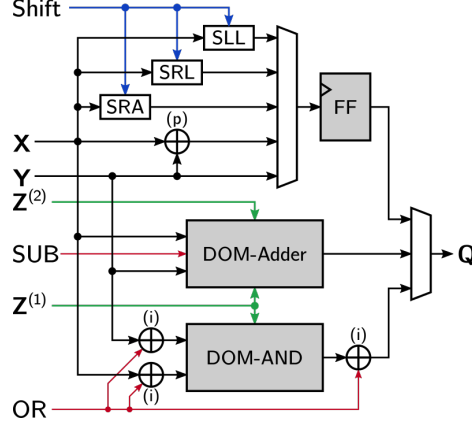 Shift
SLL
SRL
SRA
FF
(p)
X
Y
Z(2)
SUB
DOM-Adder
Q
Z(1)
(i)
(i)
DOM-AND
(i)
OR